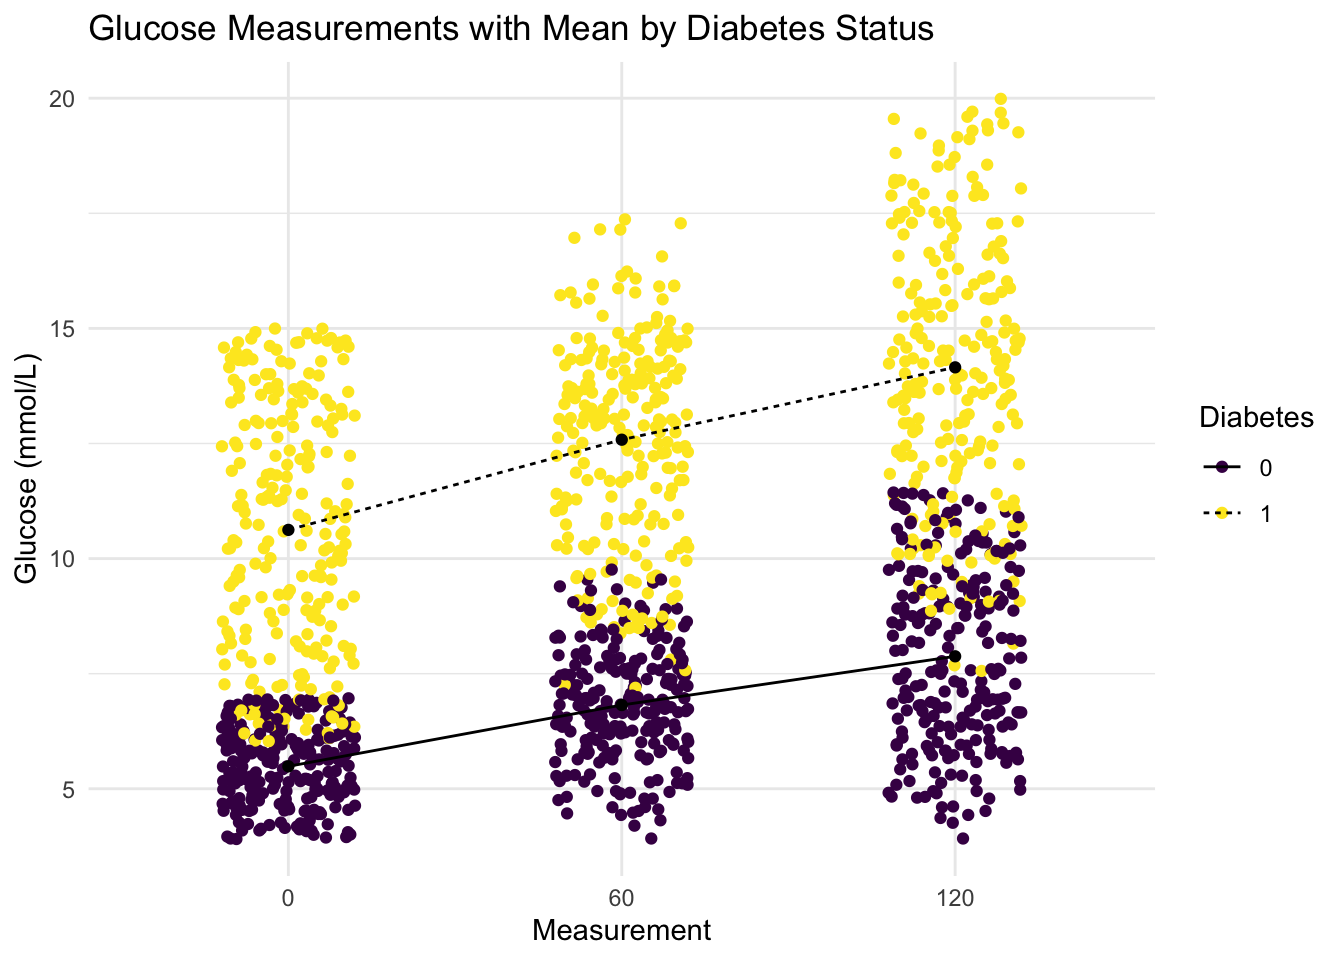 Glucose Measurements with Mean by Diabetes Status
20
15
10
5
Glucose (mmol/L)
0
60
120
Measurement
Diabetes
0
1